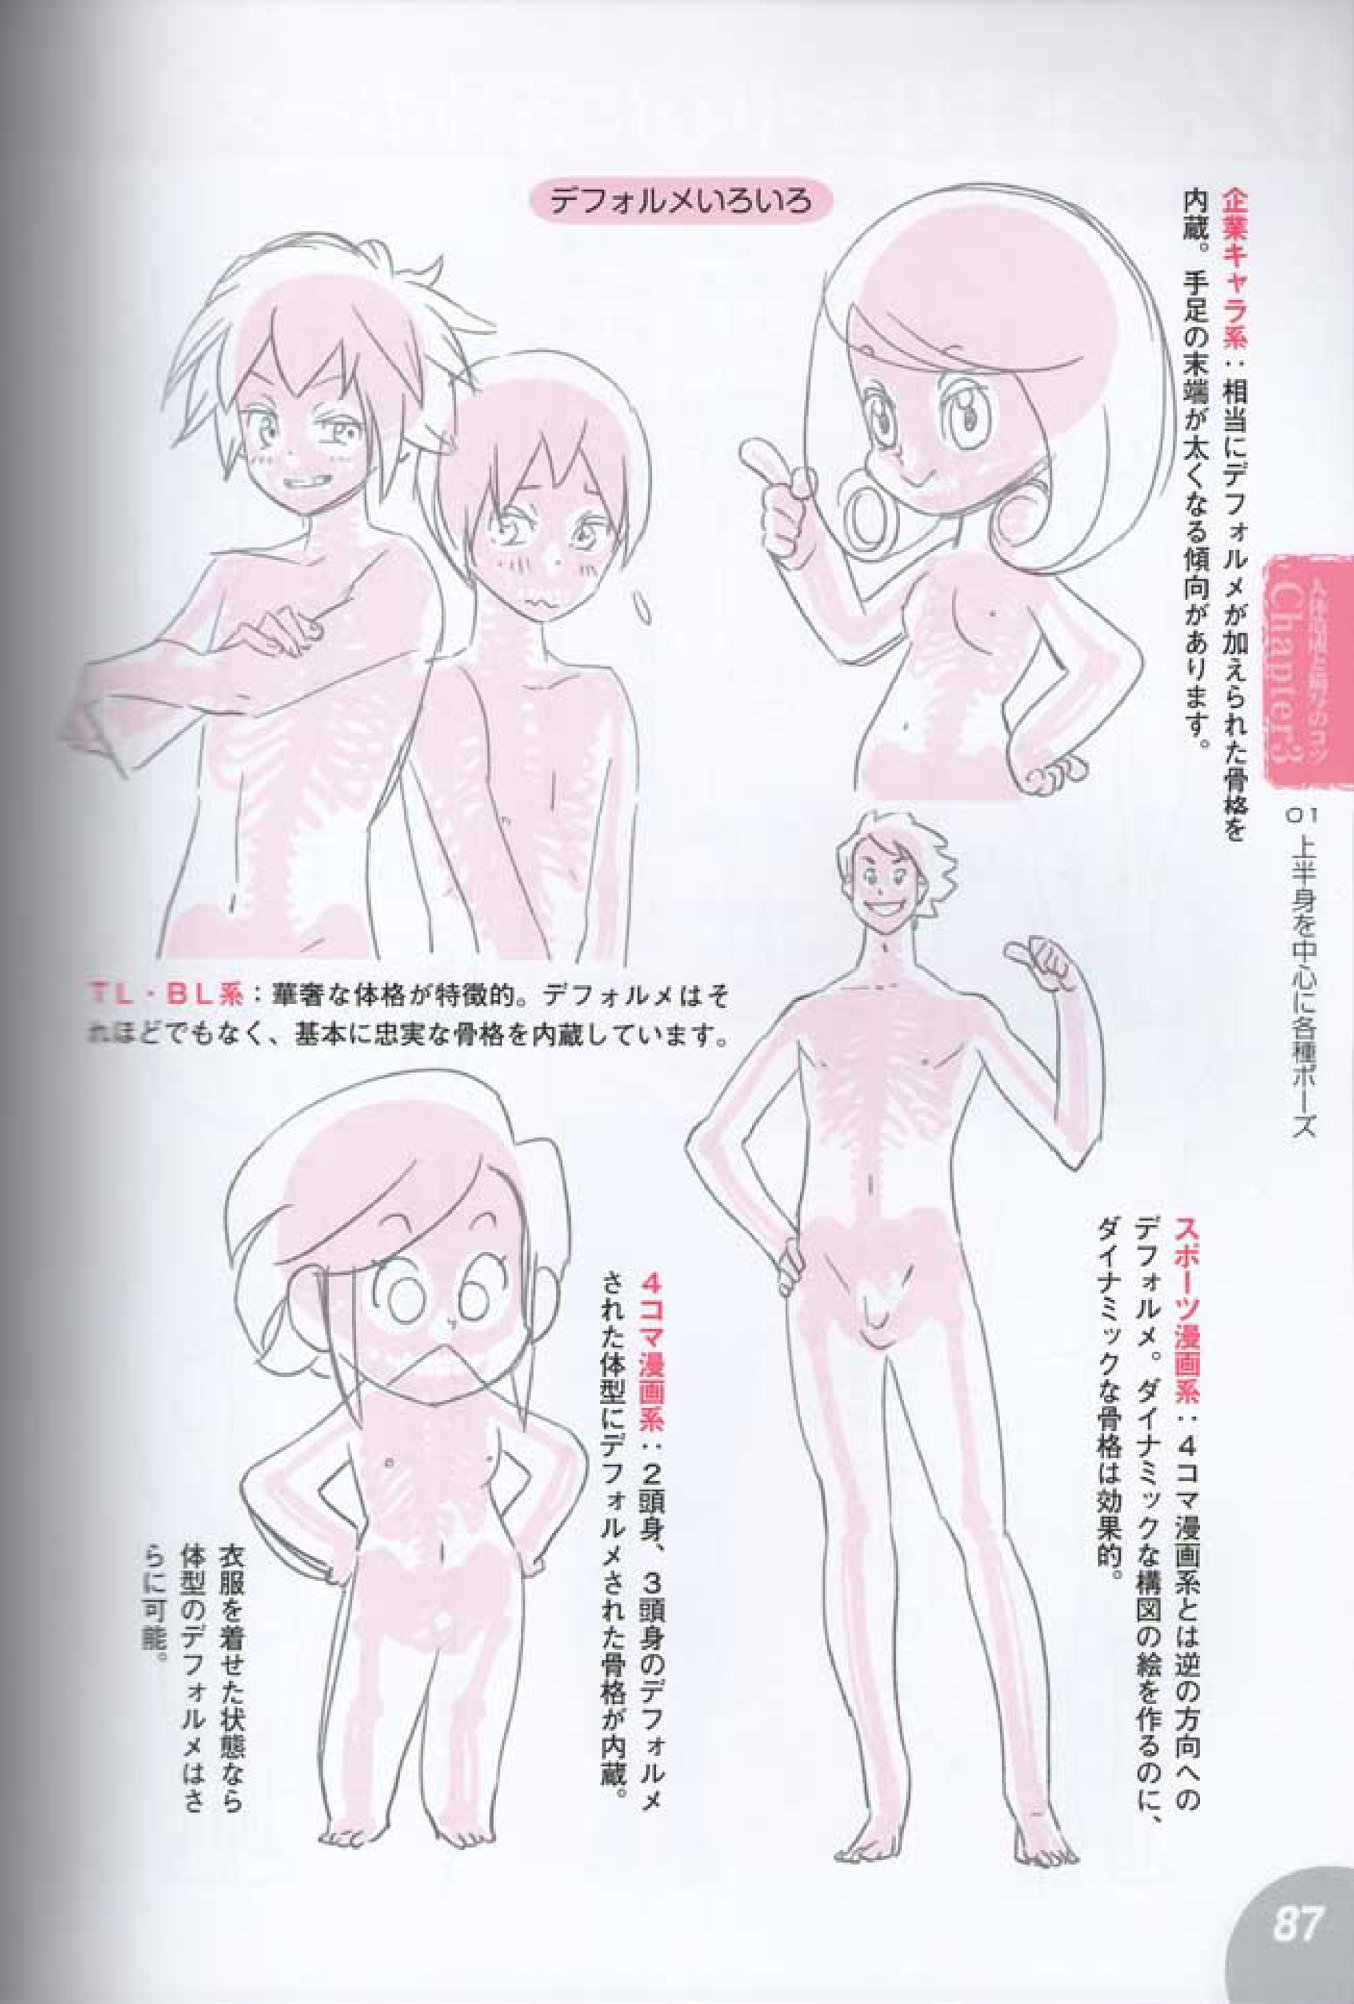 デフォルメいろいろ
企業キャラ系：相当にデフォルメが加えられた骨格を
内蔵。手足の末端が太くなる傾向があります。
Chapter3
01 上半身を中心に各種ポーズ
TL・BL系：華奢な体格が特徴的。デフォルメはそ
れほどでもなく、基本に忠実な骨格を内蔵しています。
スポーツ漫画系：4コマ漫画系とは逆の方向への
デフォルメ。ダイナミックな構図の絵を作るのに、
ダイナミックな骨格は効果的。
4コマ漫画系：2頭身、3頭身のデフォルメ
された体型にデフォルメされた骨格が内蔵。
衣服を着せた状態なら
体型のデフォルメはさ
らに可能。
87